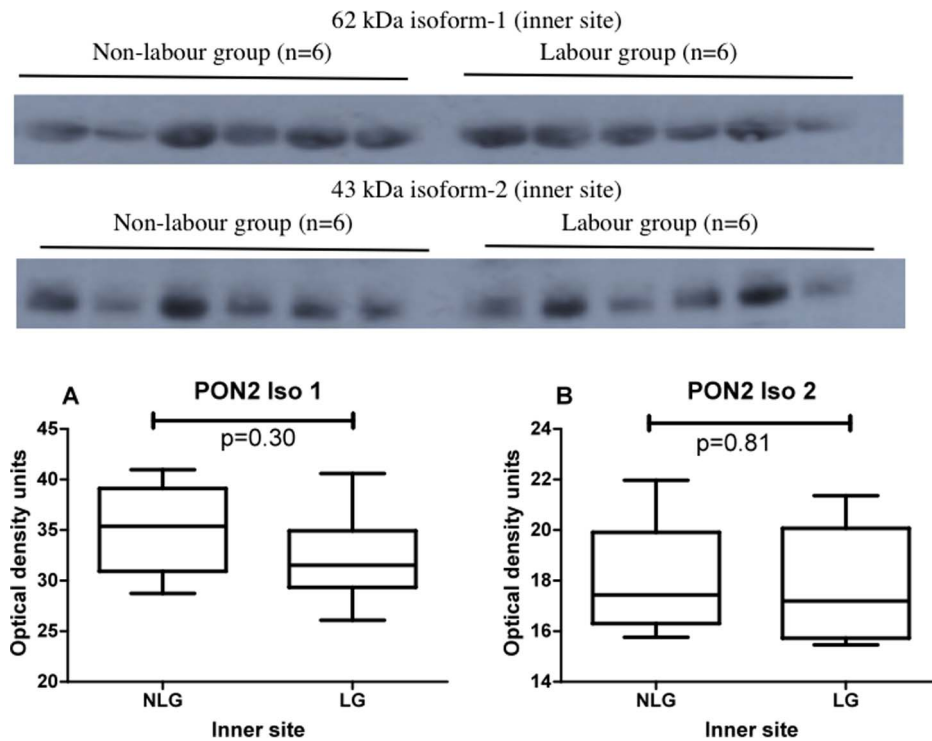 62 kDa isoform-1 (inner site)
Non-labour group (n=6) Labour group (n=6)
43 kDa isoform-2 (inner site)
Non-labour group (n=6) Labour group (n=6)
A PON2 Iso 1
p=0.30
Optical density units
45
40
35
30
25
20
NLG LG
Inner site
B PON2 Iso 2
p=0.81
Optical density units
24
22
20
18
16
14
NLG LG
Inner site